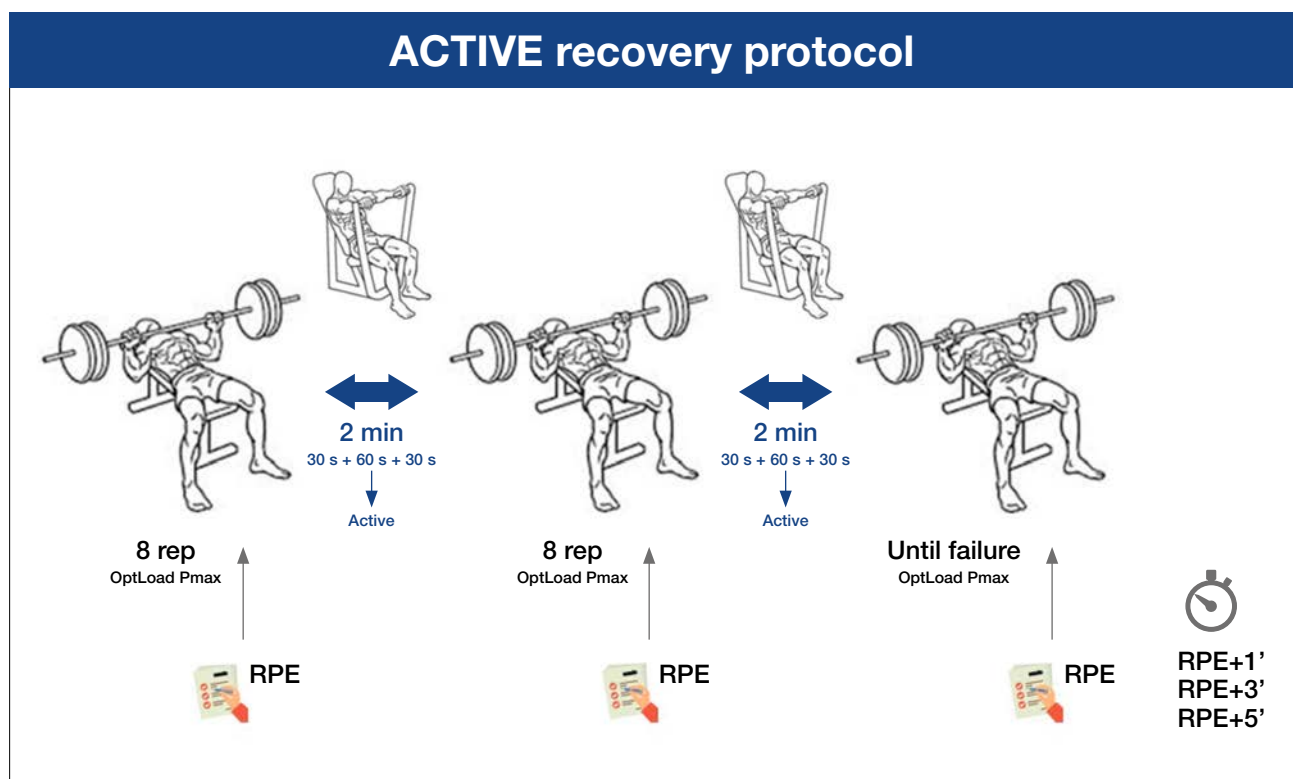 ACTIVE recovery protocol
2 min
30 s + 60 s + 30 s
Active
2 min
30 s + 60 s + 30 s
Active
8 rep
OptLoad Pmax
8 rep
OptLoad Pmax
Until failure
OptLoad Pmax
RPE
RPE
RPE
RPE+1’
RPE+3’
RPE+5’